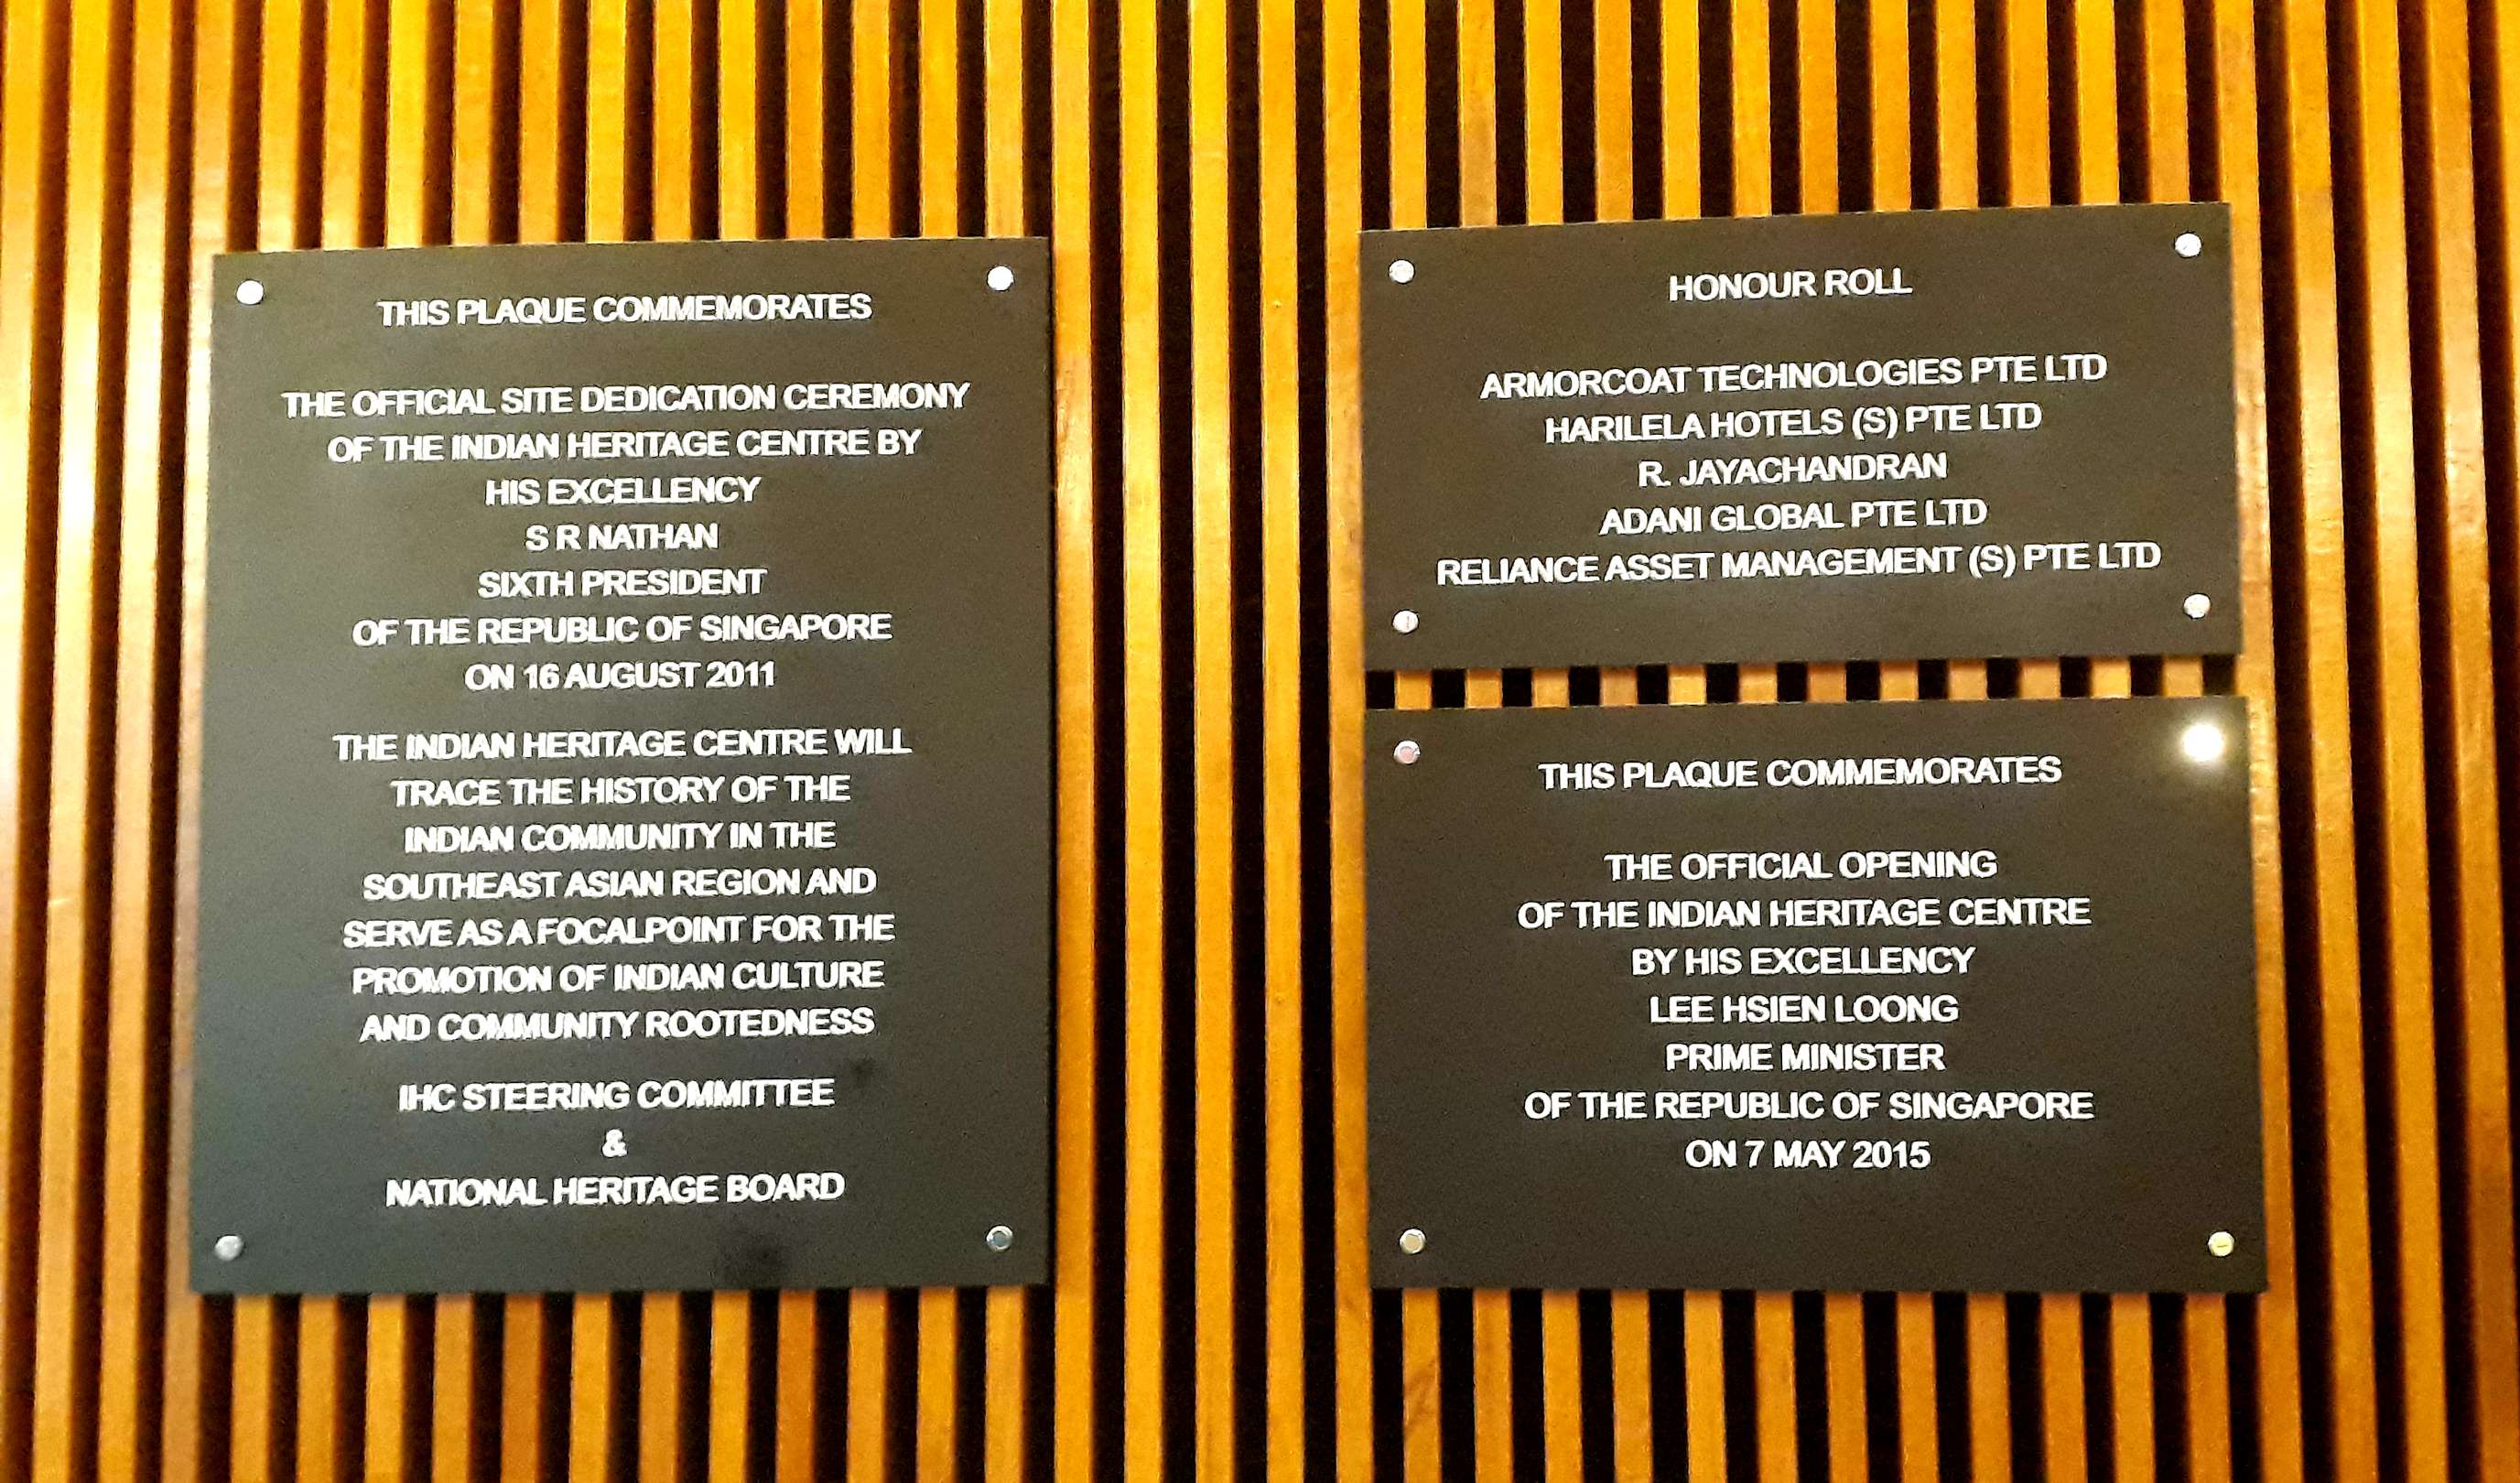 THIS PLAQUE COMMEMORATES
THE OFFICIAL SITE DEDICATION CEREMONY
OF THE INDIAN HERITAGE CENTRE BY
HIS EXCELLENCY
S R NATHAN
SIXTH PRESIDENT
OF THE REPUBLIC OF SINGAPORE
ON 16 AUGUST 2011
THE INDIAN HERITAGE CENTRE WILL
TRACE THE HISTORY OF THE
INDIAN COMMUNITY IN THE
SOUTHEAST ASIAN REGION AND
SERVE AS A FOCALPOINT FOR THE
PROMOTION OF INDIAN CULTURE
AND COMMUNITY ROOTEDNESS
IHC STEERING COMMITTEE
&
NATIONAL HERITAGE BOARD
HONOUR ROLL
ARMORCOAT TECHNOLOGIES PTE LTD
HARILELA HOTELS (S) PTE LTD
R. JAYACHANDRAN
ADANI GLOBAL PTE LTD
RELIANCE ASSET MANAGEMENT (S) PTE LTD
THIS PLAQUE COMMEMORATES
THE OFFICIAL OPENING
OF THE INDIAN HERITAGE CENTRE
BY HIS EXCELLENCY
LEE HSIEN LOONG
PRIME MINISTER
OF THE REPUBLIC OF SINGAPORE
ON 7 MAY 2015